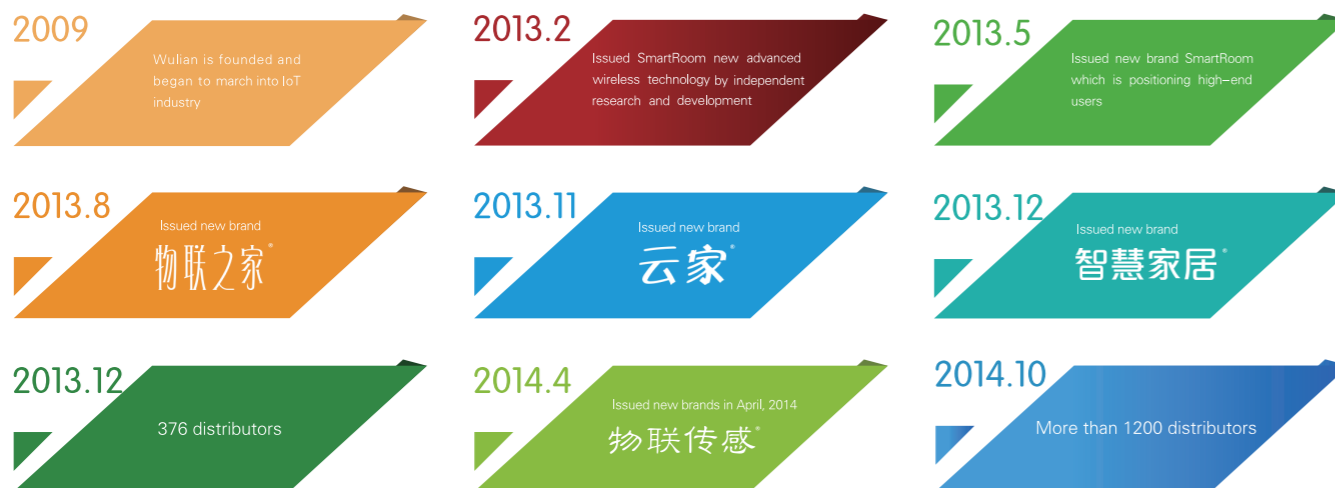 2009
Wulian is founded and
began to march into IoT
industry
2013.2
Issued SmartRoom new advanced
wireless technology by independent
research and development
2013.5
Issued new brand SmartRoom
which is positioning high-end
users
2013.8
Issued new brand
物联之家®
2013.11
Issued new brand
云家®
2013.12
Issued new brand
智慧家居®
2013.12
376 distributors
2014.4
Issued new brands in April, 2014
物联传感®
2014.10
More than 1200 distributors